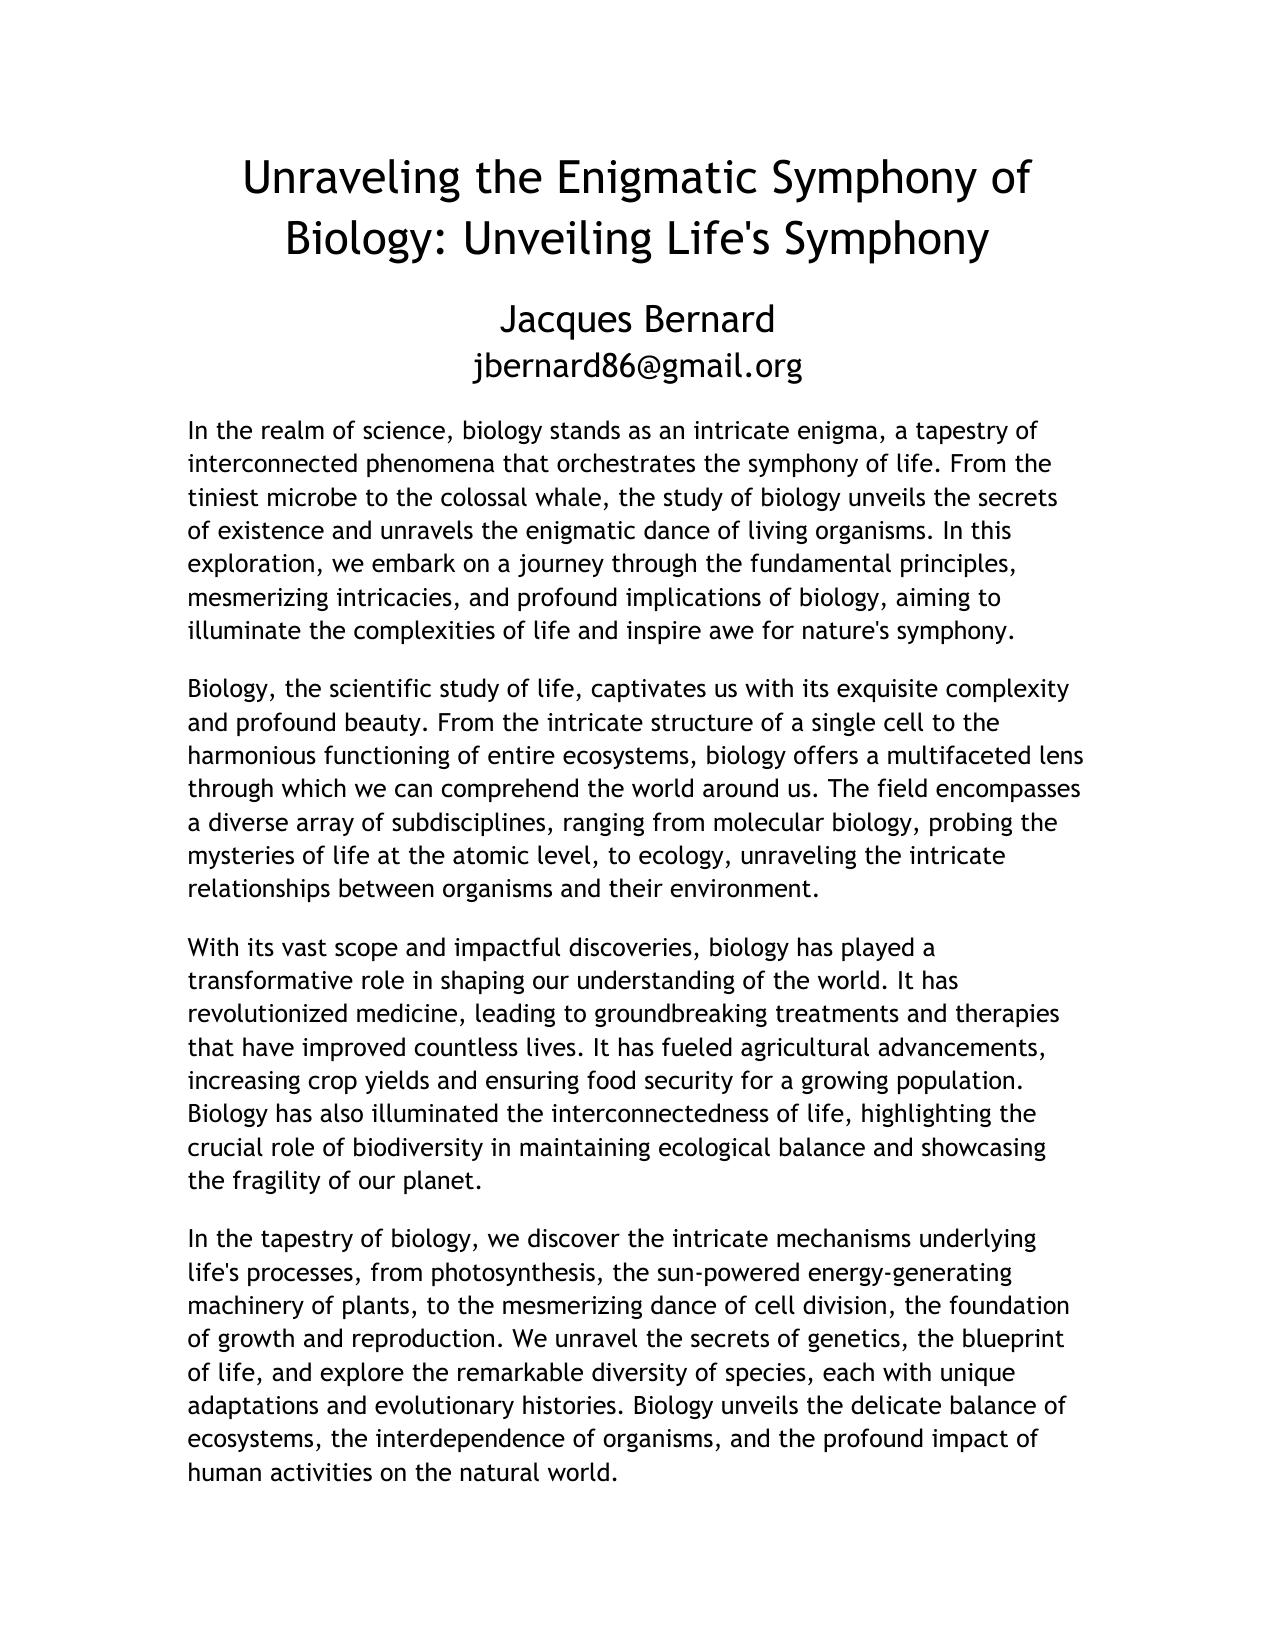 Unraveling the Enigmatic Symphony of
Biology: Unveiling Life's Symphony
Jacques Bernard
jbernard86@gmail.org
In the realm of science, biology stands as an intricate enigma, a tapestry of
interconnected phenomena that orchestrates the symphony of life. From the
tiniest microbe to the colossal whale, the study of biology unveils the secrets
of existence and unravels the enigmatic dance of living organisms. In this
exploration, we embark on a journey through the fundamental principles,
mesmerizing intricacies, and profound implications of biology, aiming to
illuminate the complexities of life and inspire awe for nature's symphony.
Biology, the scientific study of life, captivates us with its exquisite complexity
and profound beauty. From the intricate structure of a single cell to the
harmonious functioning of entire ecosystems, biology offers a multifaceted lens
through which we can comprehend the world around us. The field encompasses
a diverse array of subdisciplines, ranging from molecular biology, probing the
mysteries of life at the atomic level, to ecology, unraveling the intricate
relationships between organisms and their environment.
With its vast scope and impactful discoveries, biology has played a
transformative role in shaping our understanding of the world. It has
revolutionized medicine, leading to groundbreaking treatments and therapies
that have improved countless lives. It has fueled agricultural advancements,
increasing crop yields and ensuring food security for a growing population.
Biology has also illuminated the interconnectedness of life, highlighting the
crucial role of biodiversity in maintaining ecological balance and showcasing
the fragility of our planet.
In the tapestry of biology, we discover the intricate mechanisms underlying
life's processes, from photosynthesis, the sun-powered energy-generating
machinery of plants, to the mesmerizing dance of cell division, the foundation
of growth and reproduction. We unravel the secrets of genetics, the blueprint
of life, and explore the remarkable diversity of species, each with unique
adaptations and evolutionary histories. Biology unveils the delicate balance of
ecosystems, the interdependence of organisms, and the profound impact of
human activities on the natural world.